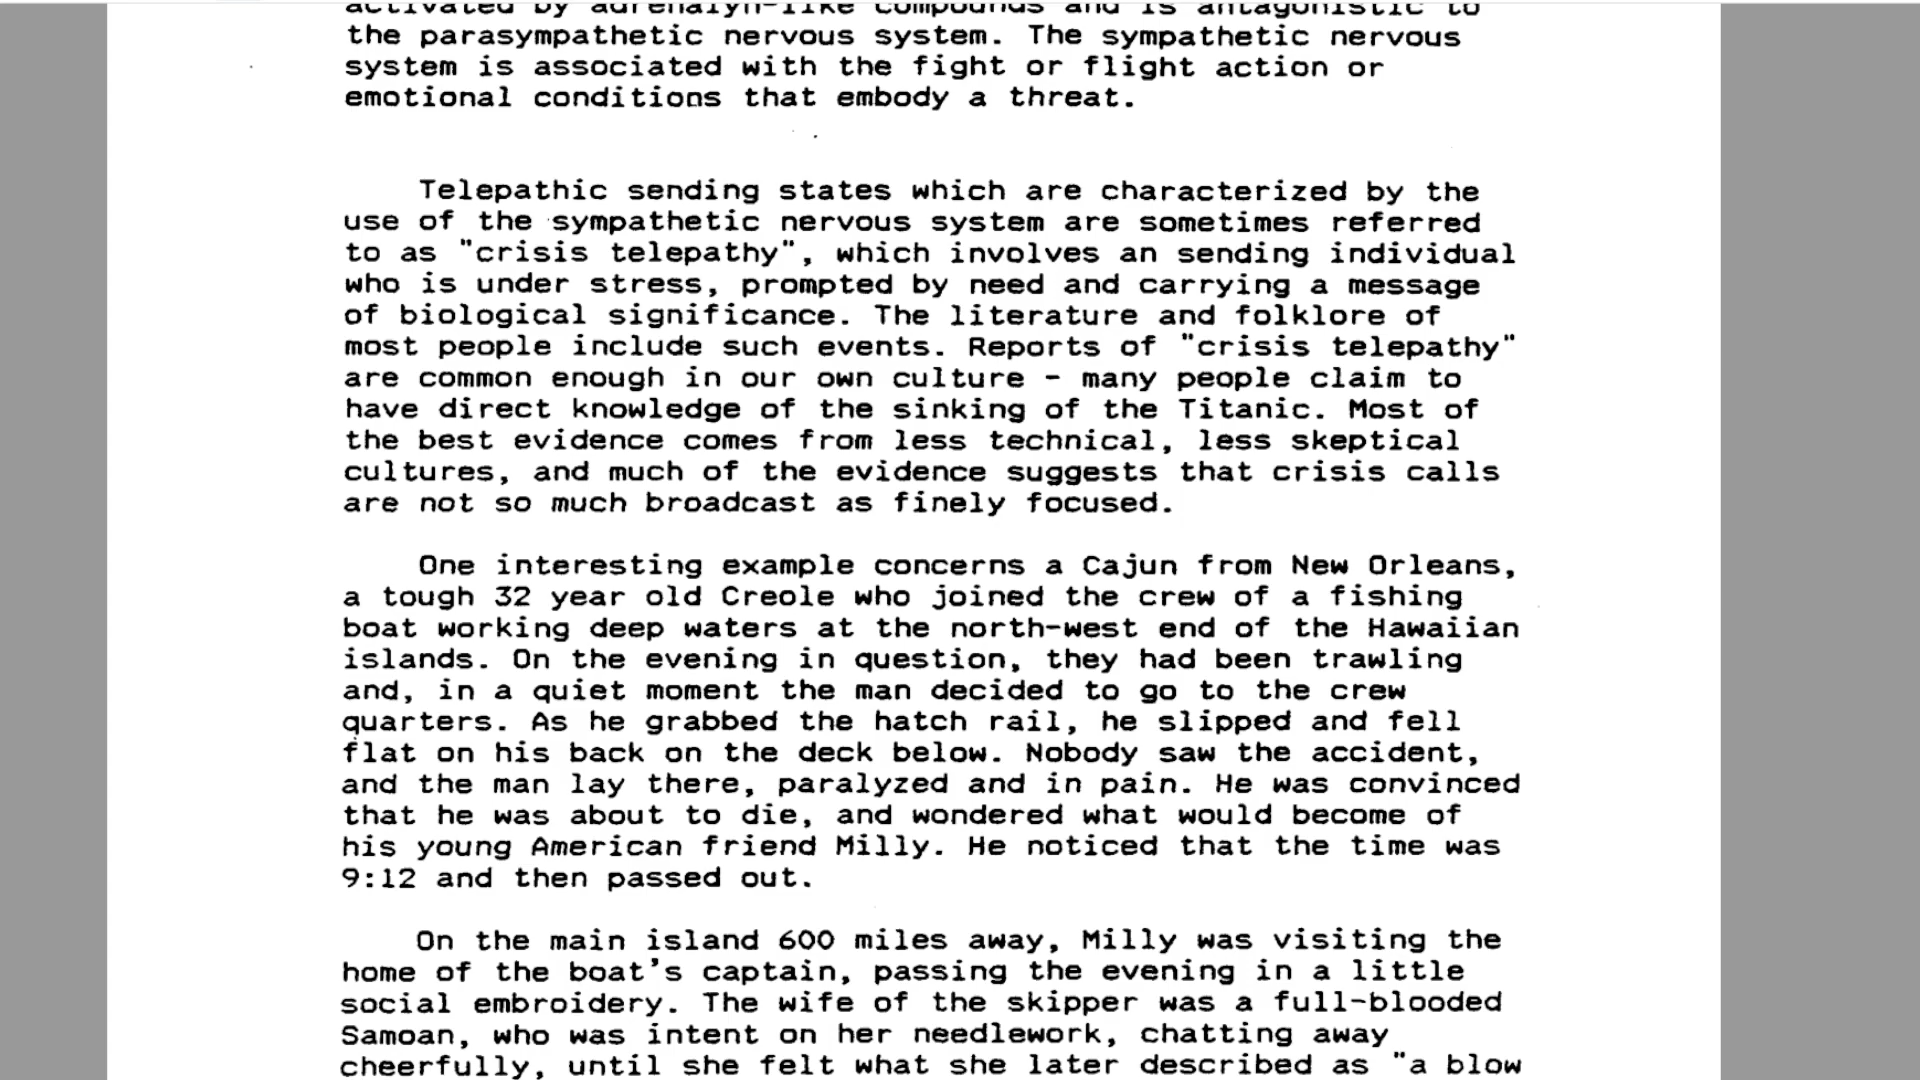 activated by adrenalyn-like compounds and is antagonistic to
the parasympathetic nervous system. The sympathetic nervous
system is associated with the fight or flight action or
emotional conditions that embody a threat.
Telepathic sending states which are characterized by the
use of the sympathetic nervous system are sometimes referred
to as "crisis telepathy", which involves an sending individual
who is under stress, prompted by need and carrying a message
of biological significance. The literature and folklore of
most people include such events. Reports of "crisis telepathy"
are common enough in our own culture - many people claim to
have direct knowledge of the sinking of the Titanic. Most of
the best evidence comes from less technical, less skeptical
cultures, and much of the evidence suggests that crisis calls
are not so much broadcast as finely focused.
One interesting example concerns a Cajun from New Orleans,
a tough 32 year old Creole who joined the crew of a fishing
boat working deep waters at the north-west end of the Hawaiian
islands. On the evening in question, they had been trawling
and, in a quiet moment the man decided to go to the crew
quarters. As he grabbed the hatch rail, he slipped and fell
flat on his back on the deck below. Nobody saw the accident,
and the man lay there, paralyzed and in pain. He was convinced
that he was about to die, and wondered what would become of
his young American friend Milly. He noticed that the time was
9:12 and then passed out.
On the main island 600 miles away, Milly was visiting the
home of the boat's captain, passing the evening in a little
social embroidery. The wife of the skipper was a full-blooded
Samoan, who was intent on her needlework, chatting away
cheerfully, until she felt what she later described as "a blow